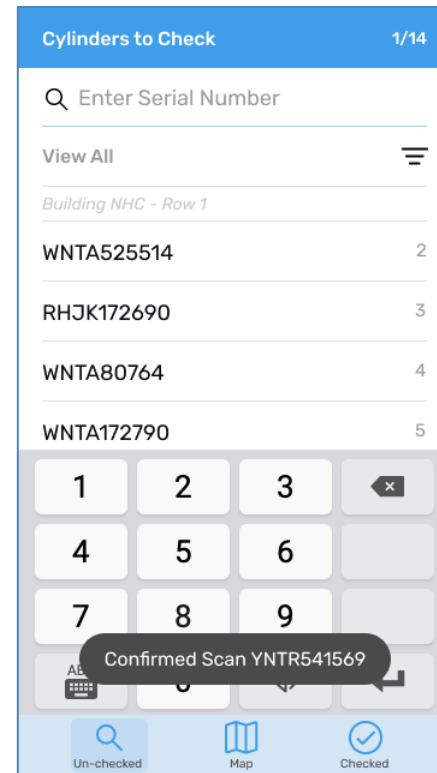 Cylinders to Check 1/14
Enter Serial Number
View All
Building NHC - Row 1
WNTA525514 2
RHJK172690 3
WNTA80764 4
WNTA172790 5
1 2 3
4 5 6
7 8 9
Confirmed Scan YNTR541569
Un-checked Map Checked